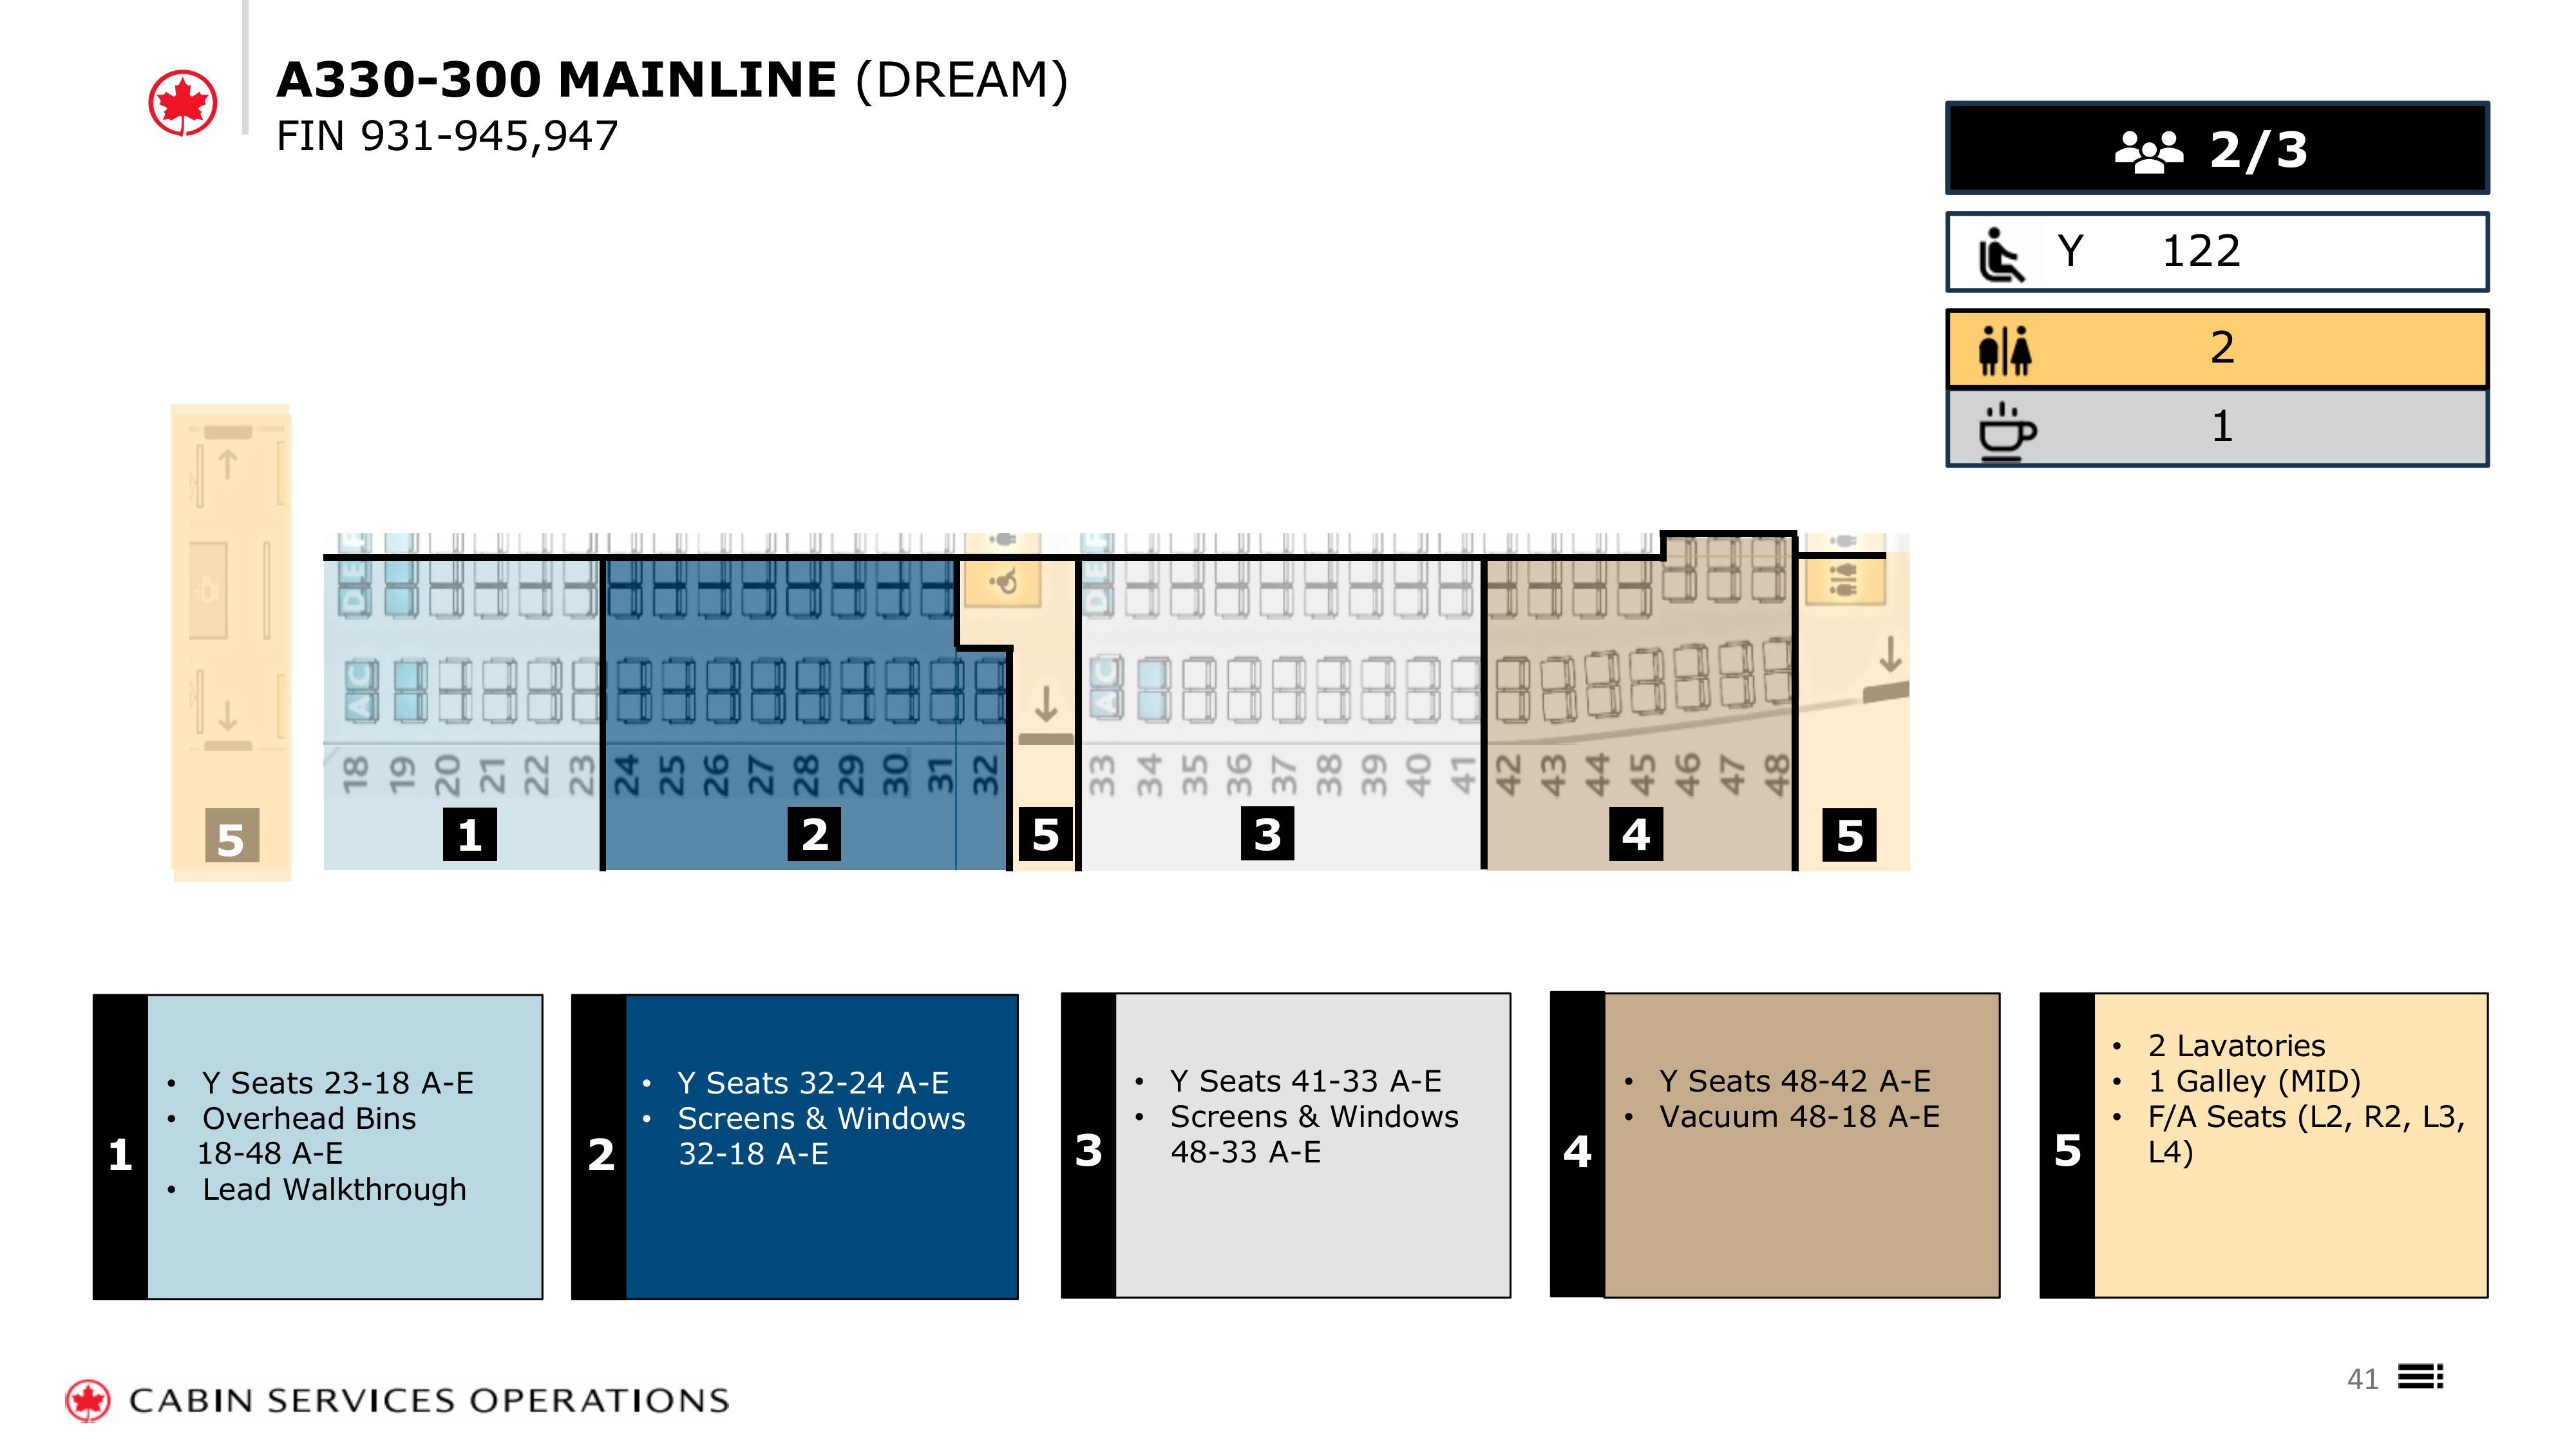 A330-300 MAINLINE (DREAM)
FIN 931-945,947
2/3
Y 122
2
1
D E F
D E F
A C
A C
18 19 20 21 22 23 24 25 26 27 28 29 30 31 32 33 34 35 36 37 38 39 40 41 42 43 44 45 46 47 48
5 1 2 5 3 4 5
1
• Y Seats 23-18 A-E
• Overhead Bins
18-48 A-E
• Lead Walkthrough
2
• Y Seats 32-24 A-E
• Screens & Windows
32-18 A-E
3
• Y Seats 41-33 A-E
• Screens & Windows
48-33 A-E
4
• Y Seats 48-42 A-E
• Vacuum 48-18 A-E
5
• 2 Lavatories
• 1 Galley (MID)
• F/A Seats (L2, R2, L3,
L4)
CABIN SERVICES OPERATIONS
41